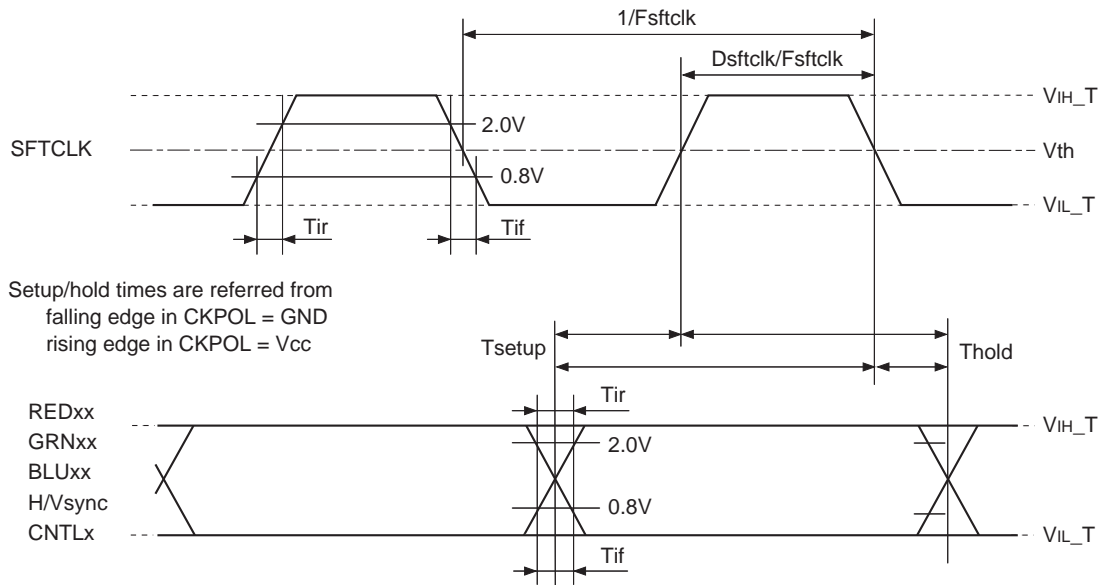 1/Fsftclk
Dsftclk/Fsftclk
VIH_T
2.0V
SFTCLK
Vth
0.8V
VIL_T
Tir
Tif
Setup/hold times are referred from
falling edge in CKPOL = GND
rising edge in CKPOL = Vcc
Tsetup
Thold
REDxx
Tir
VIH_T
GRNxx
2.0V
BLUxx
H/Vsync
0.8V
CNTLx
VIL_T
Tif